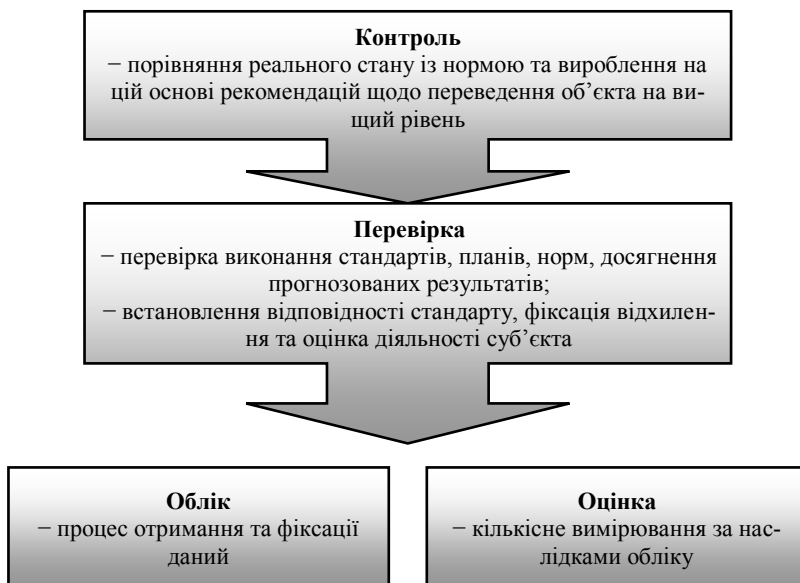 Контроль
− порівняння реального стану із нормою та вироблення на
цій основі рекомендацій щодо переведення об’єкта на ви-
щий рівень
Перевірка
− перевірка виконання стандартів, планів, норм, досягнення
прогнозованих результатів;
− встановлення відповідності стандарту, фіксація відхилен-
ня та оцінка діяльності суб’єкта
Облік
− процес отримання та фіксації
даний
Оцінка
− кількісне вимірювання за нас-
лідками обліку